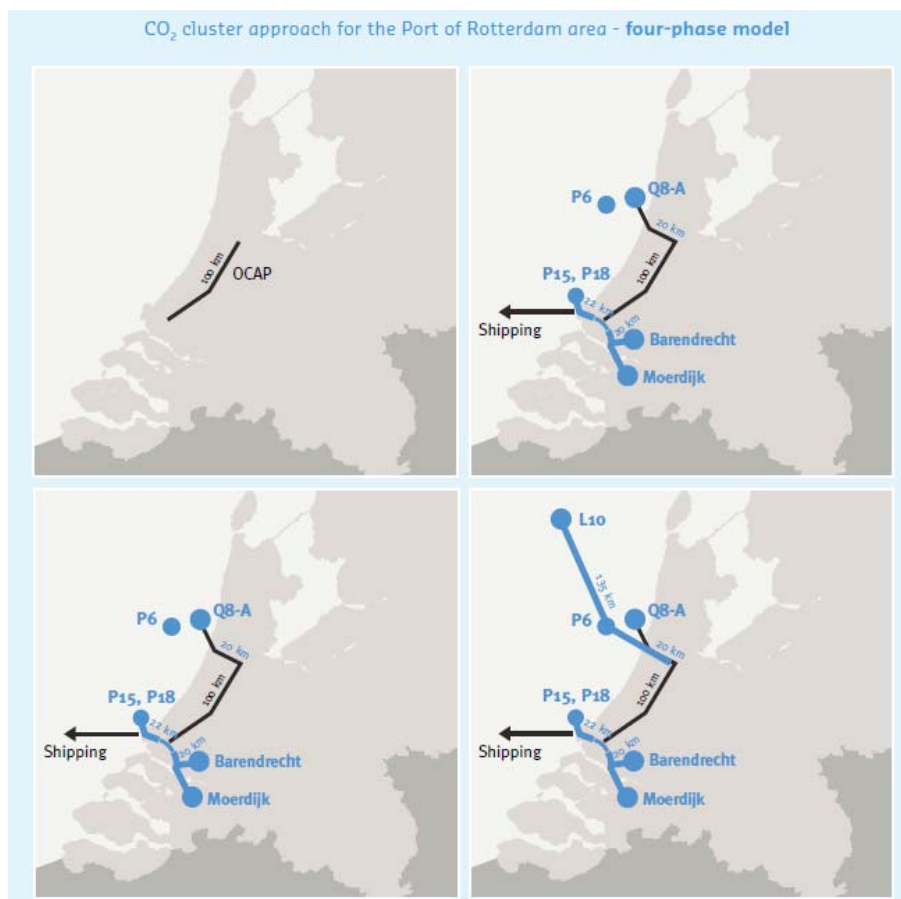 CO₂ cluster approach for the Port of Rotterdam area - four-phase model
100 km
OCAP
P6
Q8-A
20 km
100 km
P15, P18
22 km
Shipping
20 km
Barendrecht
Moerdijk
P6
Q8-A
20 km
100 km
P15, P18
22 km
Shipping
20 km
Barendrecht
Moerdijk
L10
135 km
P6
Q8-A
20 km
100 km
P15, P18
22 km
Shipping
20 km
Barendrecht
Moerdijk